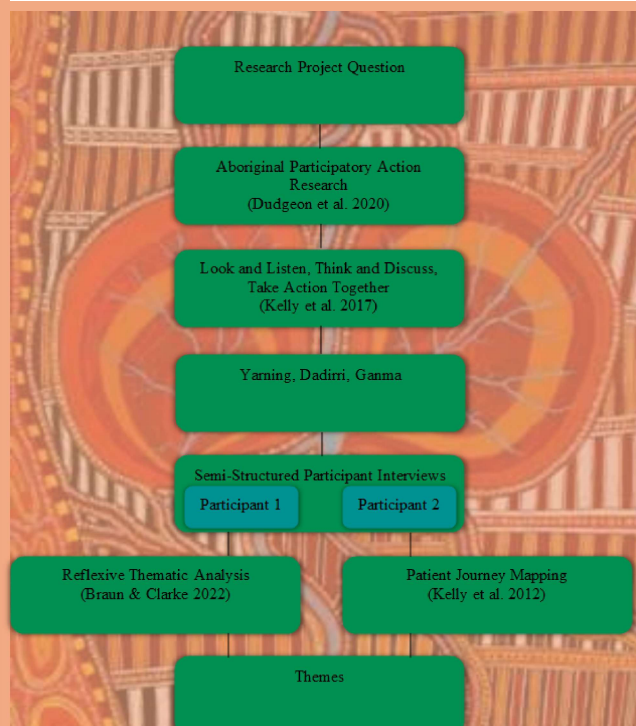 Research Project Question
Aboriginal Participatory Action
Research
(Dudgeon et al. 2020)
Look and Listen, Think and Discuss,
Take Action Together
(Kelly et al. 2017)
Yarning, Dadirri, Ganma
Semi-Structured Participant Interviews
Participant 1
Participant 2
Reflexive Thematic Analysis
(Braun & Clarke 2022)
Patient Journey Mapping
(Kelly et al. 2012)
Themes